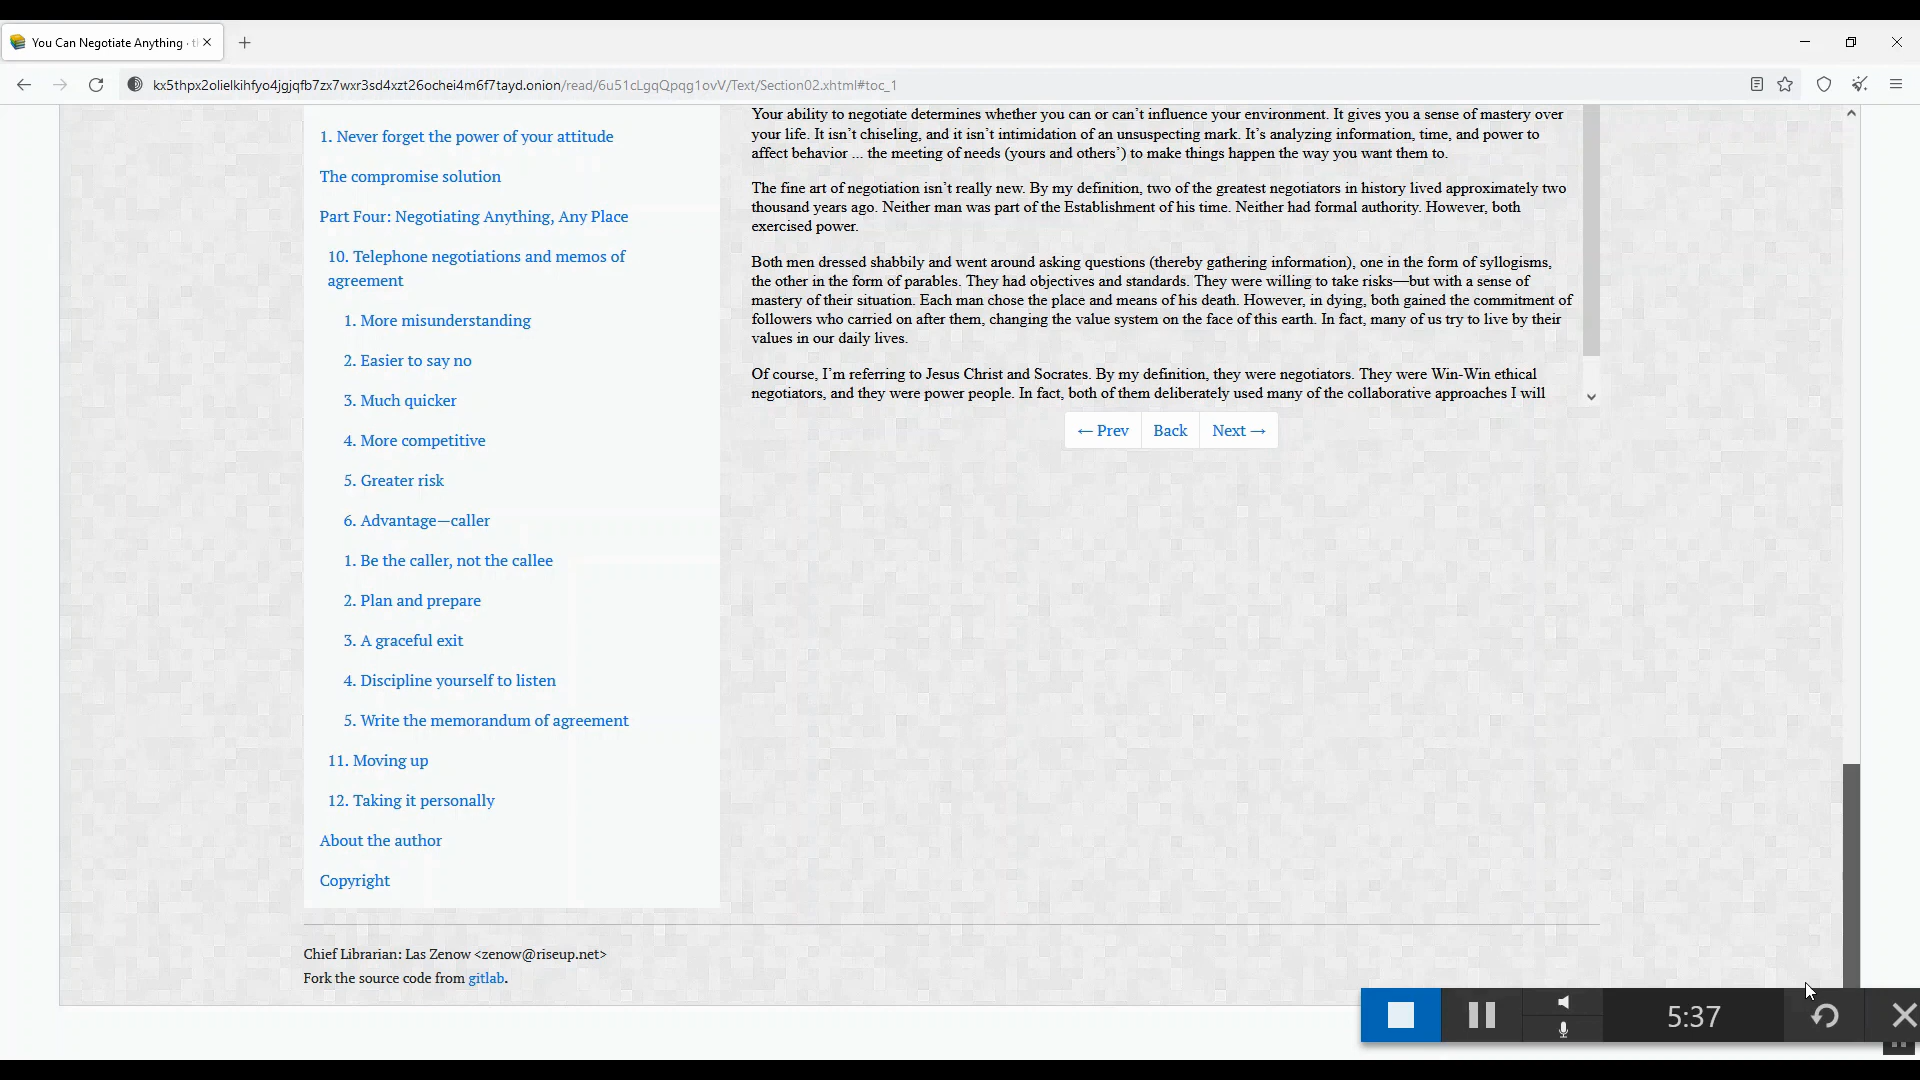 You Can Negotiate Anything · t
kx5thpx2olielkihfyo4jgjqfb7zx7wxr3sd4xzt26ochei4m6f7tayd.onion/read/6u51cLgqQpqg1ovV/Text/Section02.xhtml#toc_1
1. Never forget the power of your attitude
The compromise solution
Part Four: Negotiating Anything, Any Place
10. Telephone negotiations and memos of
agreement
1. More misunderstanding
2. Easier to say no
3. Much quicker
4. More competitive
5. Greater risk
6. Advantage—caller
1. Be the caller, not the callee
2. Plan and prepare
3. A graceful exit
4. Discipline yourself to listen
5. Write the memorandum of agreement
11. Moving up
12. Taking it personally
About the author
Copyright
Your ability to negotiate determines whether you can or can’t influence your environment. It gives you a sense of mastery over
your life. It isn’t chiseling, and it isn’t intimidation of an unsuspecting mark. It’s analyzing information, time, and power to
affect behavior ... the meeting of needs (yours and others’) to make things happen the way you want them to.
The fine art of negotiation isn’t really new. By my definition, two of the greatest negotiators in history lived approximately two
thousand years ago. Neither man was part of the Establishment of his time. Neither had formal authority. However, both
exercised power.
Both men dressed shabbily and went around asking questions (thereby gathering information), one in the form of syllogisms,
the other in the form of parables. They had objectives and standards. They were willing to take risks—but with a sense of
mastery of their situation. Each man chose the place and means of his death. However, in dying, both gained the commitment of
followers who carried on after them, changing the value system on the face of this earth. In fact, many of us try to live by their
values in our daily lives.
Of course, I’m referring to Jesus Christ and Socrates. By my definition, they were negotiators. They were Win-Win ethical
negotiators, and they were power people. In fact, both of them deliberately used many of the collaborative approaches I will
← Prev Back Next →
Chief Librarian: Las Zenow <zenow@riseup.net>
Fork the source code from gitlab.
5:37